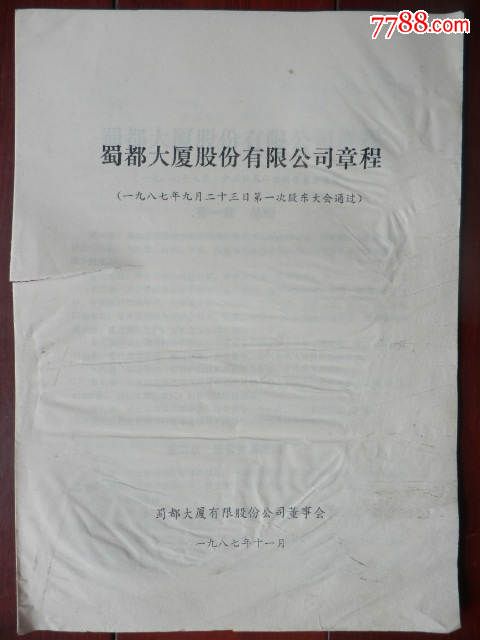 7788.com
蜀都大厦股份有限公司章程
（一九八七年九月二十三日第一次股东大会通过）
蜀都大厦有限股份公司董事会
一九八七年十一月